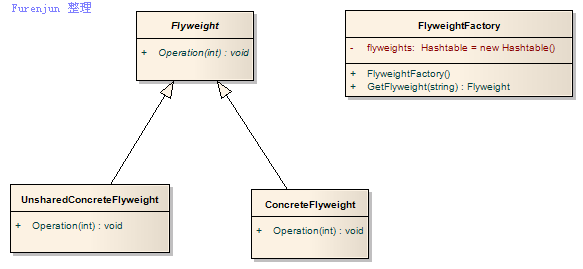 Furenjun 整理
Flyweight
+ Operation(int) : void
FlyweightFactory
- flyweights: Hashtable = new Hashtable()
+ FlyweightFactory()
+ GetFlyweight(string) : Flyweight
UnsharedConcreteFlyweight
+ Operation(int) : void
ConcreteFlyweight
+ Operation(int) : void